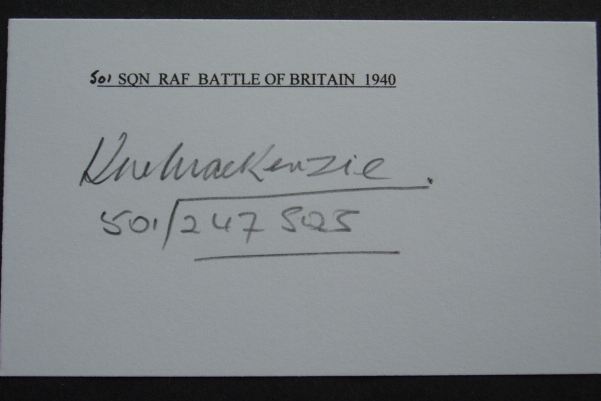 501 SQN RAF BATTLE OF BRITAIN 1940
KW MacKenzie.
501/247 SQS